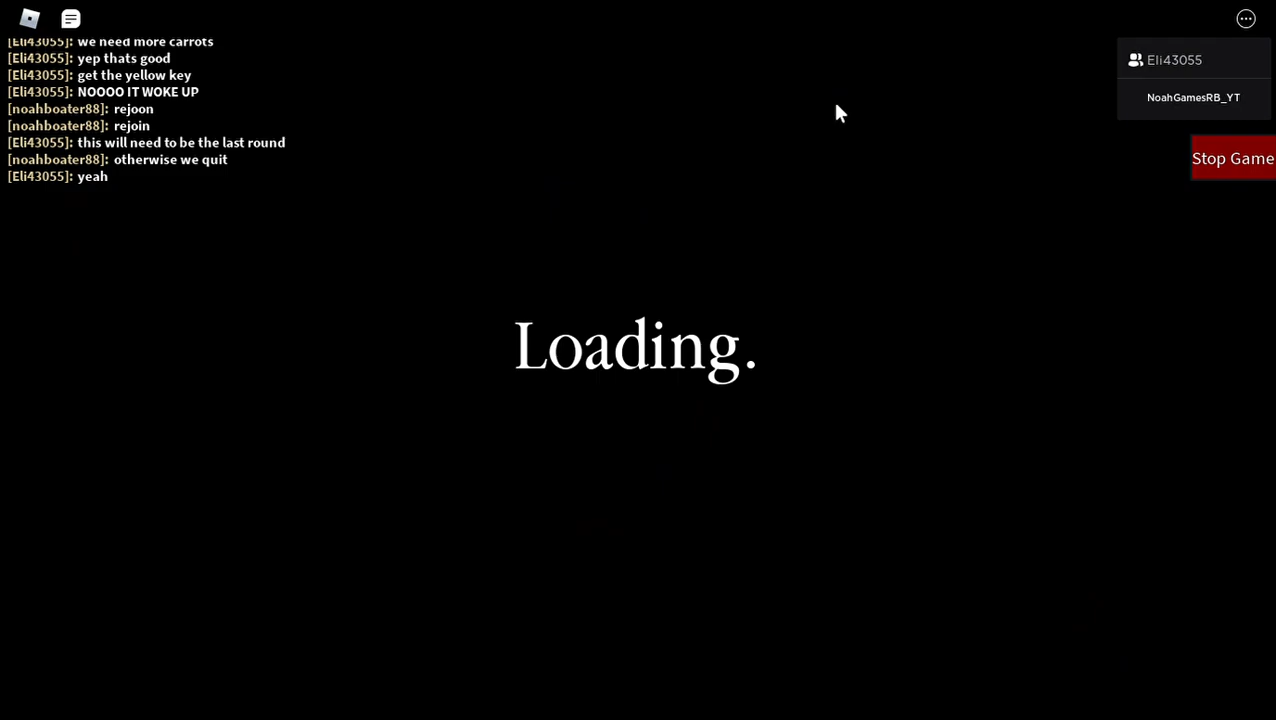 [Eli43055]: we need more carrots
[Eli43055]: yep thats good
[Eli43055]: get the yellow key
[Eli43055]: NOOOO IT WOKE UP
[noahboater88]: rejoon
[noahboater88]: rejoin
[Eli43055]: this will need to be the last round
[noahboater88]: otherwise we quit
[Eli43055]: yeah
Eli43055
NoahGamesRB_YT
Stop Game
Loading.